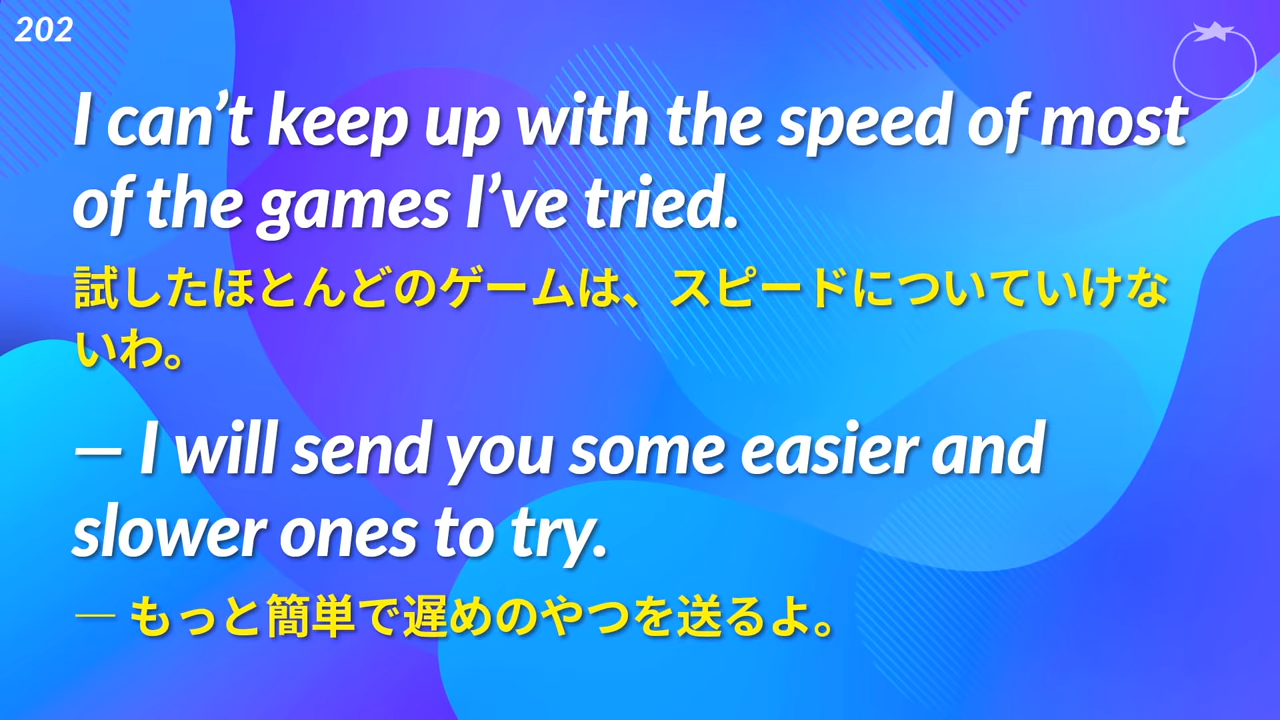 202
I can’t keep up with the speed of most
of the games I’ve tried.
試したほとんどのゲームは、スピードについていけな
いわ。
— I will send you some easier and
slower ones to try.
— もっと簡単で遅めのやつを送るよ。